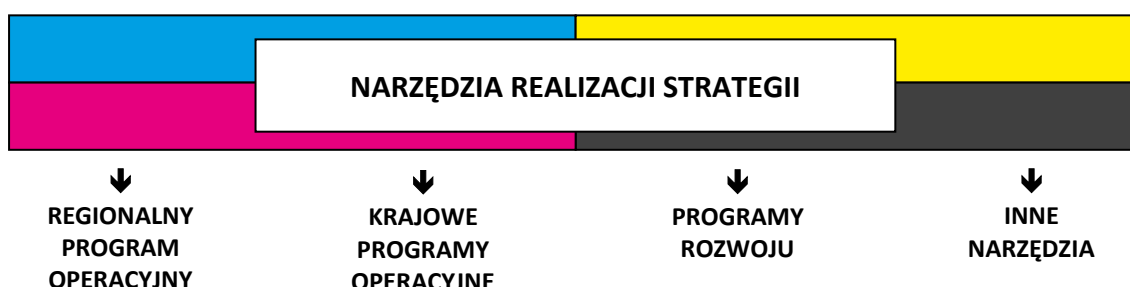 NARZĘDZIA REALIZACJI STRATEGII
REGIONALNY
PROGRAM
OPERACYJNY
KRAJOWE
PROGRAMY
OPERACYJNE
PROGRAMY
ROZWOJU
INNE
NARZĘDZIA